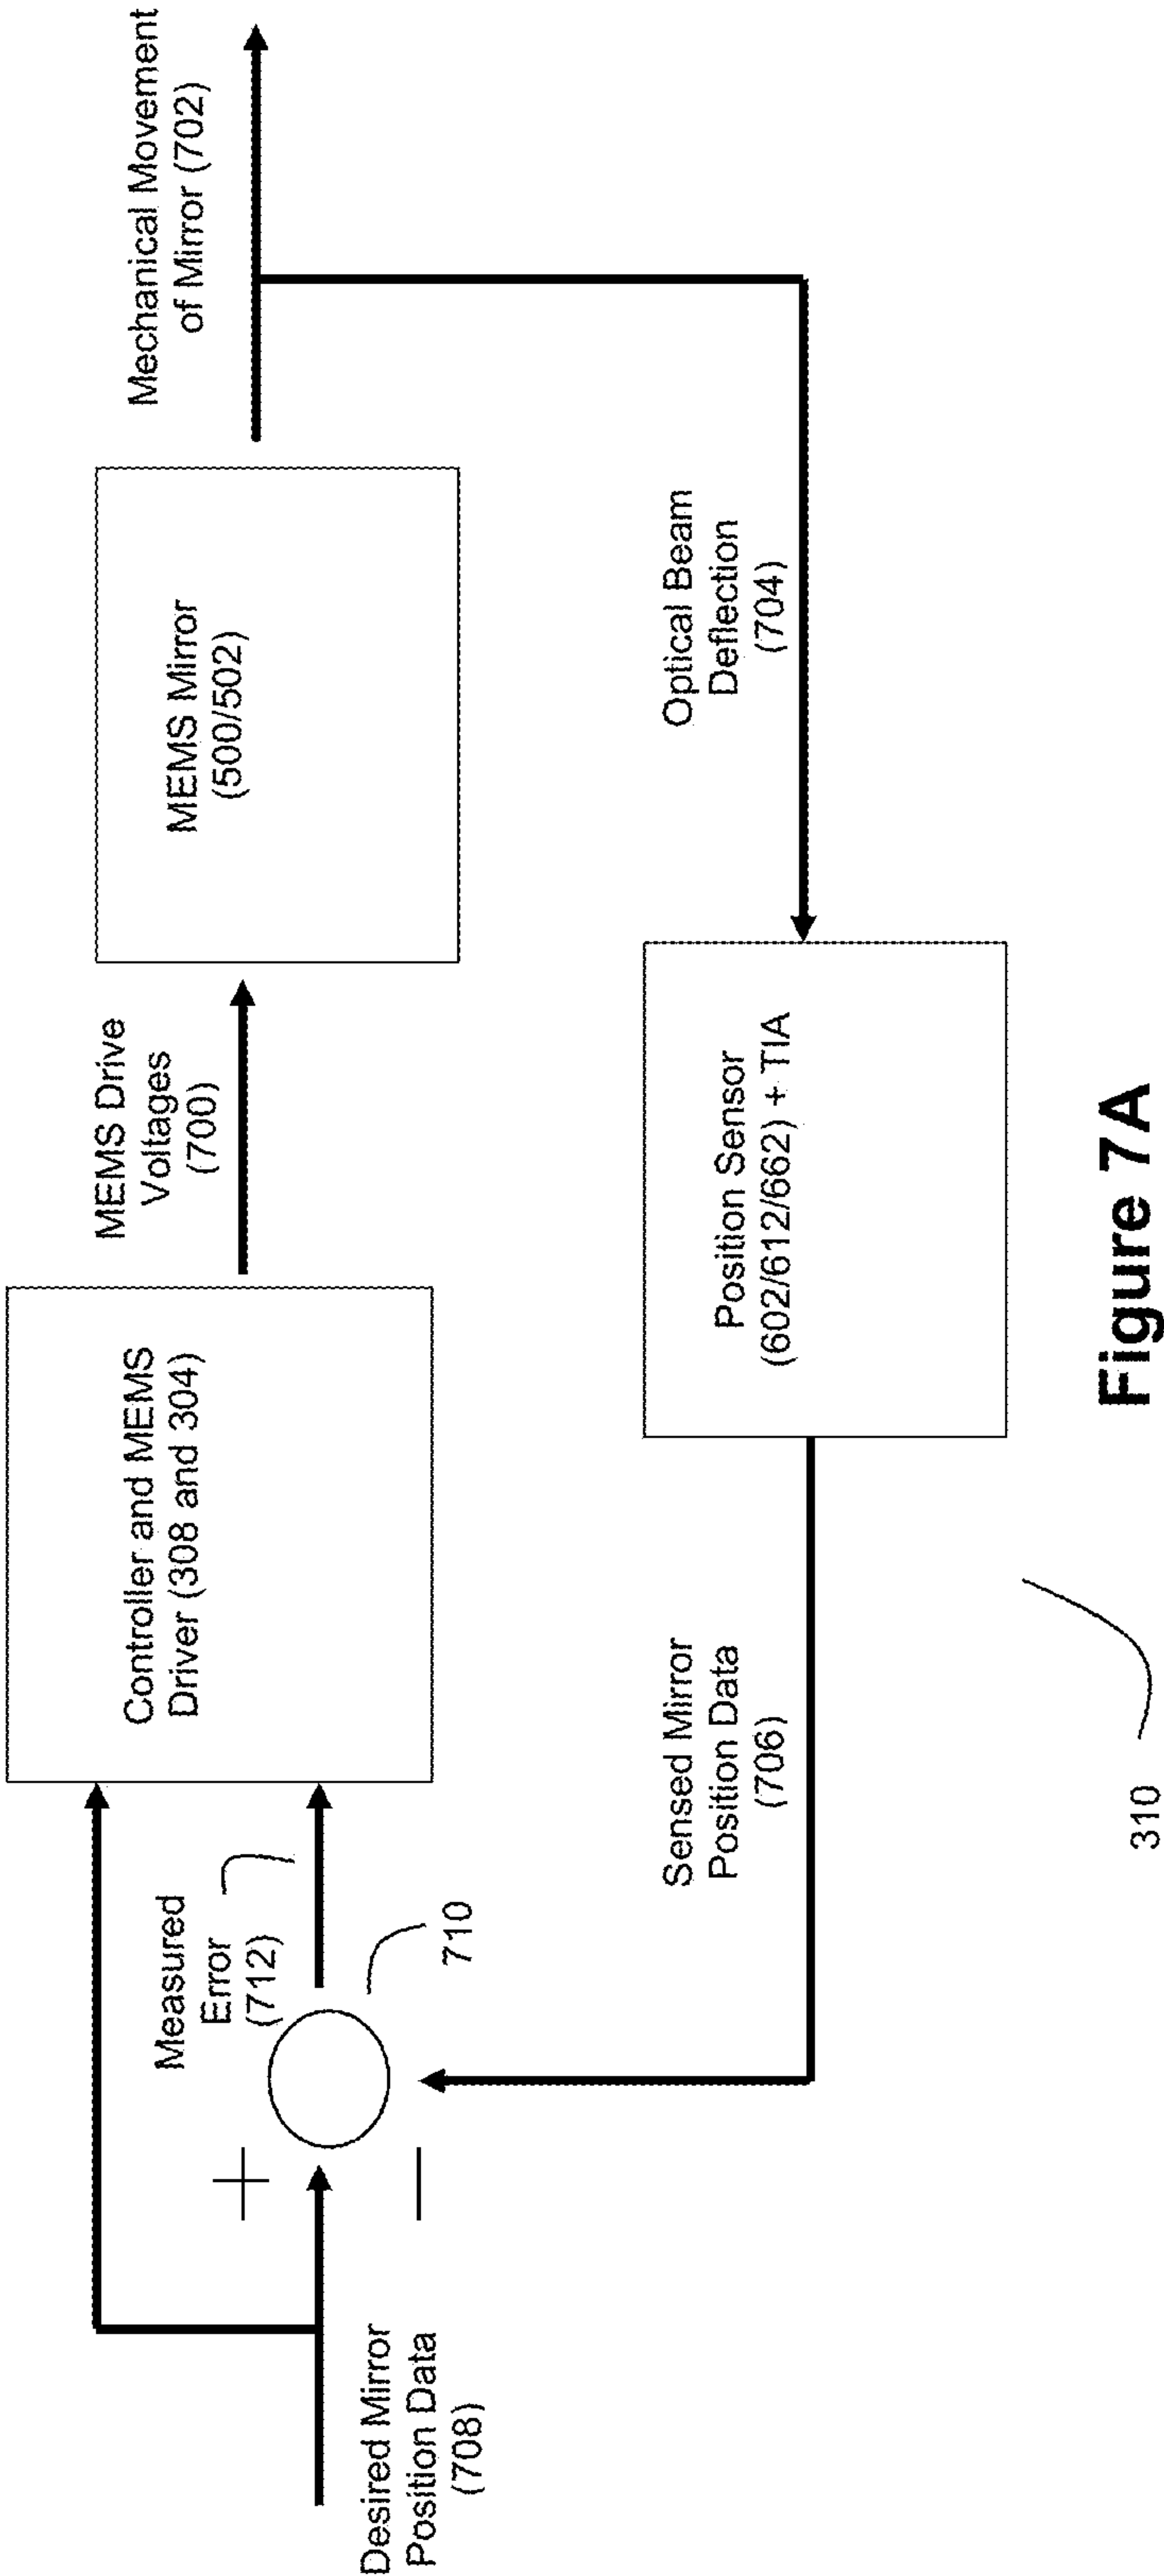 Desired Mirror
Position Data
(708)
+
−
Measured
Error
(712)
710
Controller and MEMS
Driver (308 and 304)
MEMS Drive
Voltages
(700)
MEMS Mirror
(500/502)
Mechanical Movement
of Mirror (702)
Optical Beam
Deflection
(704)
Position Sensor
(602/612/662) + TIA
Sensed Mirror
Position Data
(706)
310
Figure 7A